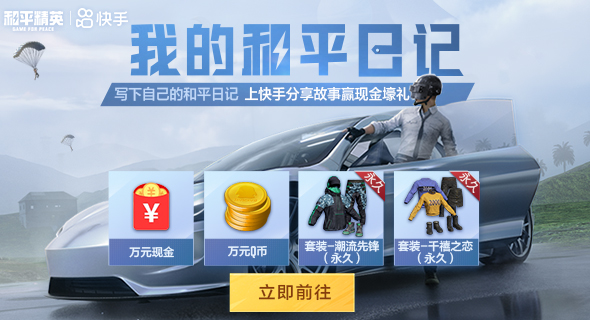 和平精英
GAME FOR PEACE
快手
我的和平日记
写下自己的和平日记 上快手分享故事赢现金壕礼
¥
万元现金
万元Q币
永久
套装-潮流先锋
（永久）
永久
套装-千禧之恋
（永久）
立即前往